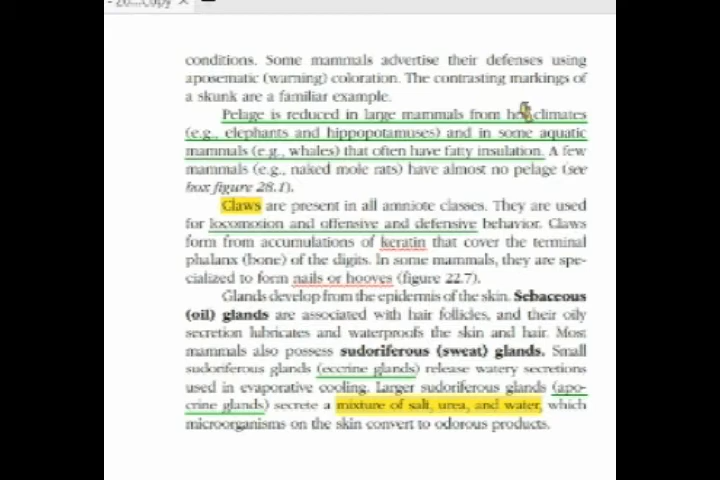 - 20...Copy ×
conditions. Some mammals advertise their defenses using
aposematic (warning) coloration. The contrasting markings of
a skunk are a familiar example.
Pelage is reduced in large mammals from hot climates
(e.g., elephants and hippopotamuses) and in some aquatic
mammals (e.g., whales) that often have fatty insulation. A few
mammals (e.g., naked mole rats) have almost no pelage (see
box figure 28.1).
Claws are present in all amniote classes. They are used
for locomotion and offensive and defensive behavior. Claws
form from accumulations of keratin that cover the terminal
phalanx (bone) of the digits. In some mammals, they are spe-
cialized to form nails or hooves (figure 22.7).
Glands develop from the epidermis of the skin. Sebaceous
(oil) glands are associated with hair follicles, and their oily
secretion lubricates and waterproofs the skin and hair. Most
mammals also possess sudoriferous (sweat) glands. Small
sudoriferous glands (eccrine glands) release watery secretions
used in evaporative cooling. Larger sudoriferous glands (apo-
crine glands) secrete a mixture of salt, urea, and water, which
microorganisms on the skin convert to odorous products.